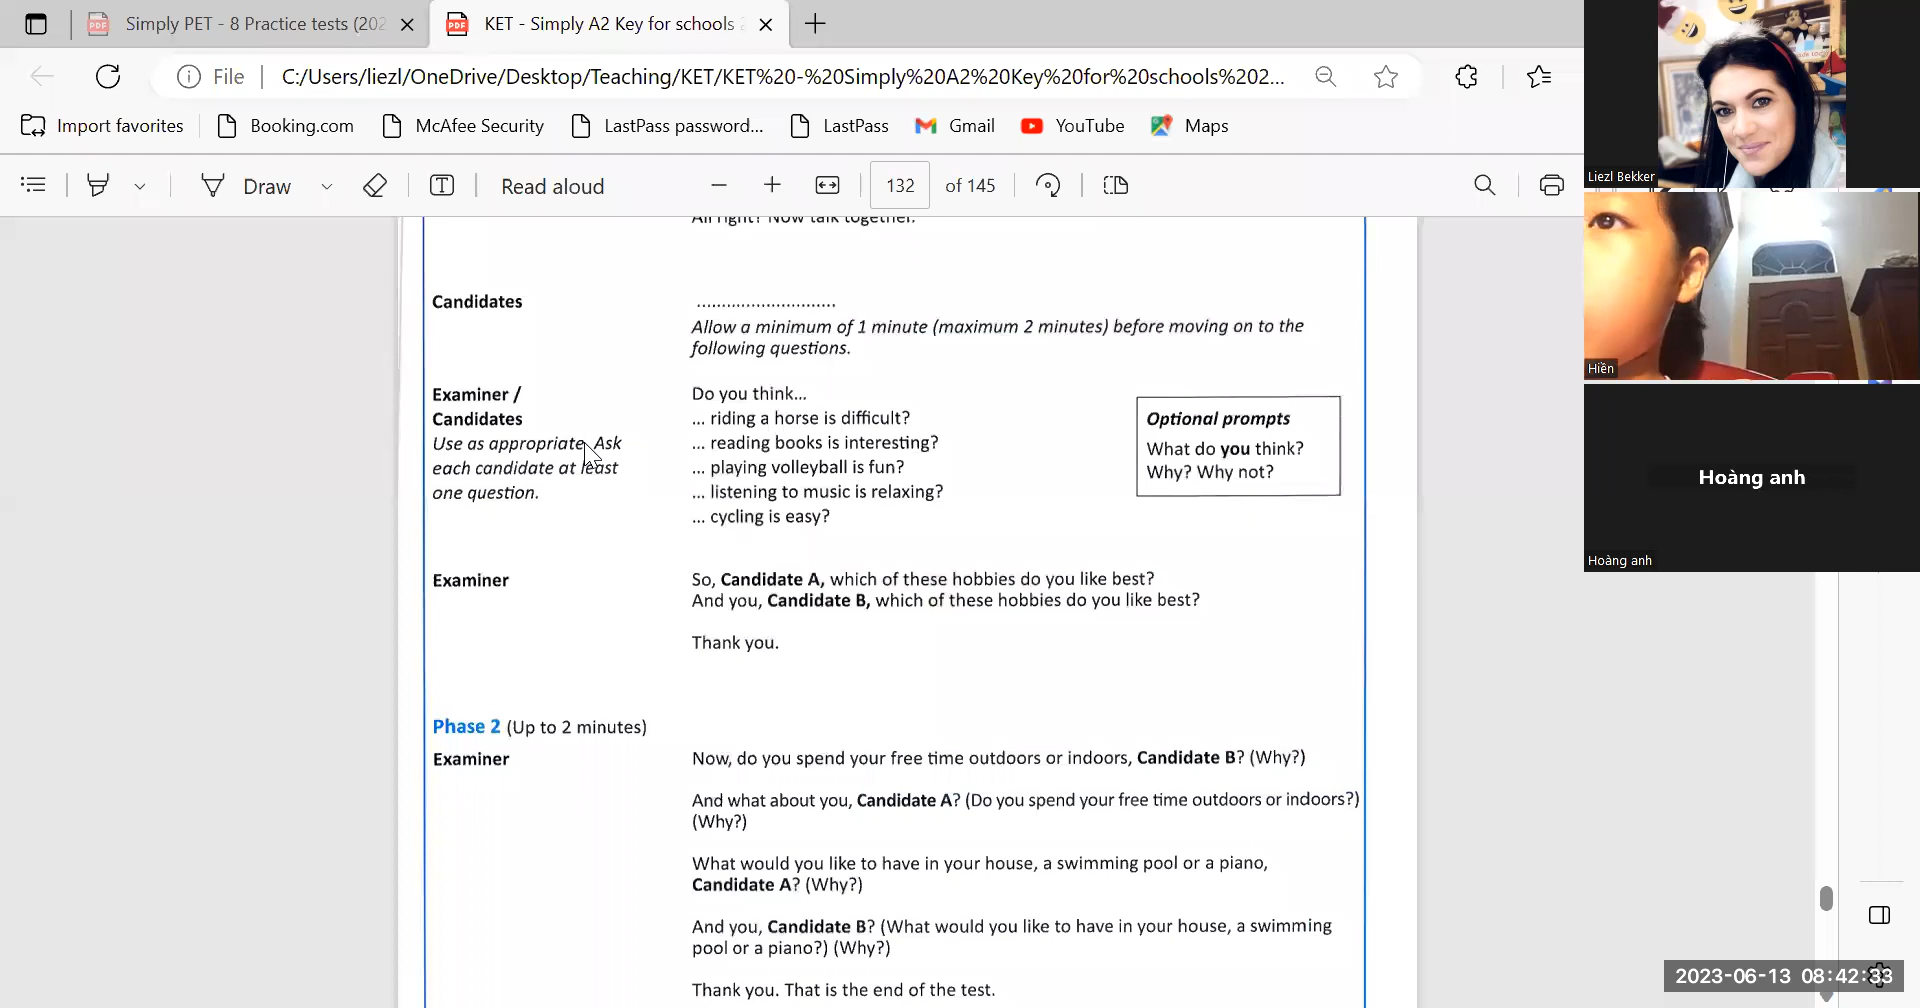 Simply PET - 8 Practice tests (202
KET - Simply A2 Key for schools 2
File
C:/Users/liezl/OneDrive/Desktop/Teaching/KET/KET%20-%20Simply%20A2%20Key%20for%20schools%202...
Import favorites
Booking.com
McAfee Security
LastPass password...
LastPass
Gmail
YouTube
Maps
Draw
Read aloud
132 of 145
All right? Now talk together.
Candidates
............................
Allow a minimum of 1 minute (maximum 2 minutes) before moving on to the
following questions.
Examiner /
Candidates
Use as appropriate. Ask
each candidate at least
one question.
Do you think...
... riding a horse is difficult?
... reading books is interesting?
... playing volleyball is fun?
... listening to music is relaxing?
... cycling is easy?
Optional prompts
What do you think?
Why? Why not?
Examiner
So, Candidate A, which of these hobbies do you like best?
And you, Candidate B, which of these hobbies do you like best?
Thank you.
Phase 2 (Up to 2 minutes)
Examiner
Now, do you spend your free time outdoors or indoors, Candidate B? (Why?)
And what about you, Candidate A? (Do you spend your free time outdoors or indoors?)
(Why?)
What would you like to have in your house, a swimming pool or a piano,
Candidate A? (Why?)
And you, Candidate B? (What would you like to have in your house, a swimming
pool or a piano?) (Why?)
Thank you. That is the end of the test.
Liezl Bekker
Hiền
Hoàng anh
Hoàng anh
2023-06-13 08:42:33